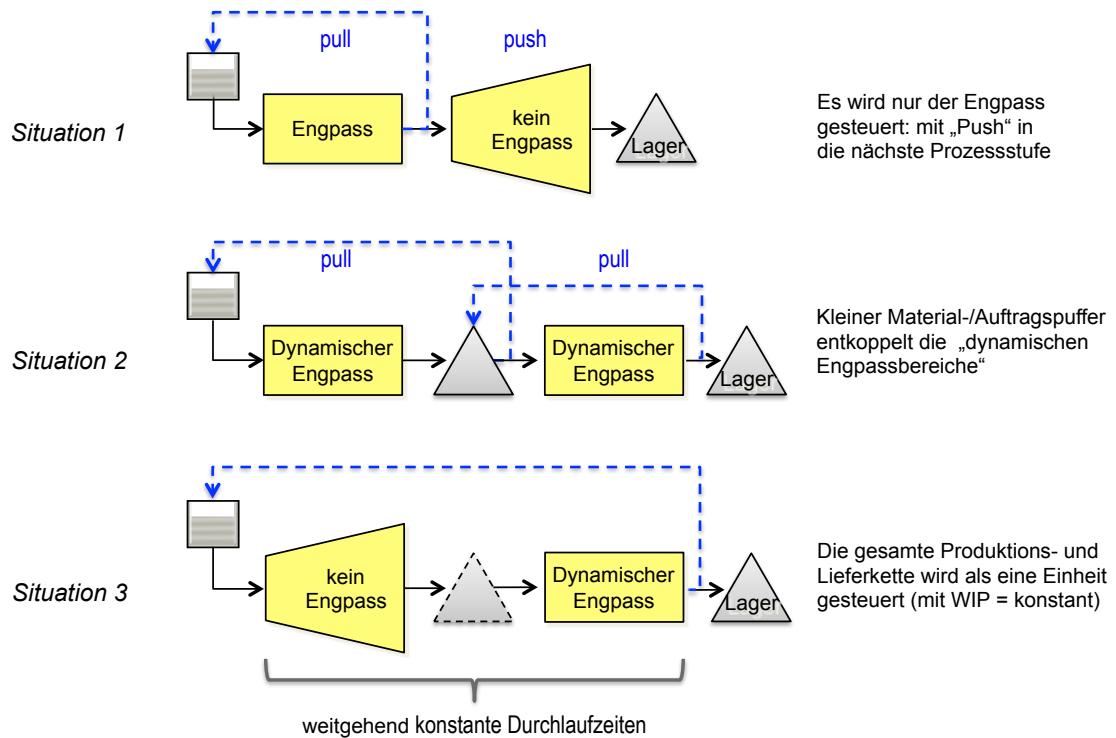 pull
push
Situation 1
Engpass
kein
Engpass
Lager
Es wird nur der Engpass
gesteuert: mit „Push“ in
die nächste Prozessstufe
pull
pull
Situation 2
Dynamischer
Engpass
Dynamischer
Engpass
Lager
Kleiner Material-/Auftragspuffer
entkoppelt die „dynamischen
Engpassbereiche“
Situation 3
kein
Engpass
Dynamischer
Engpass
Lager
Die gesamte Produktions- und
Lieferkette wird als eine Einheit
gesteuert (mit WIP = konstant)
weitgehend konstante Durchlaufzeiten